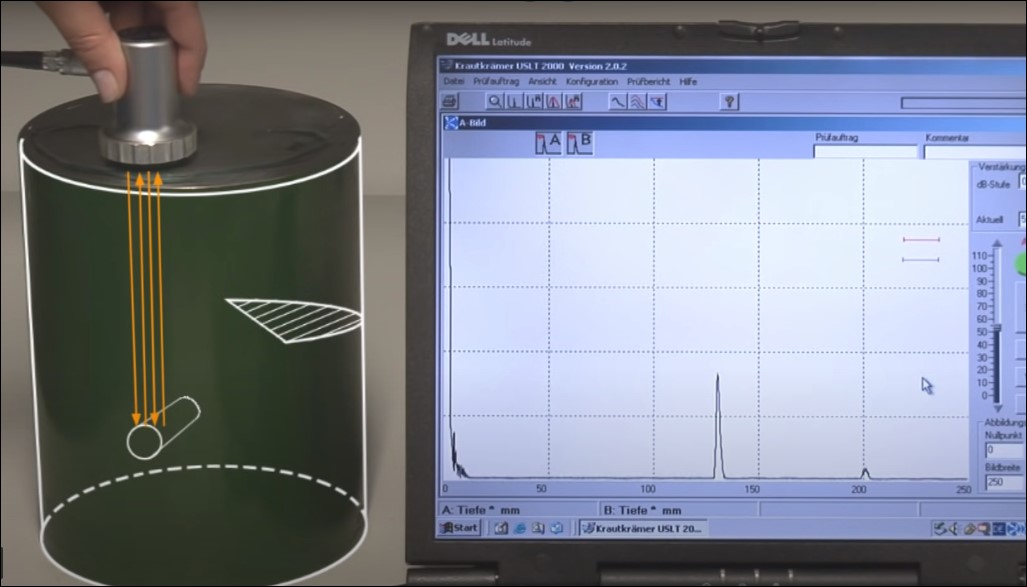 DELL Latitude
Krautkrämer USLT 2000 Version 2.0.2
Datei Prüfauftrag Ansicht Konfiguration Prüfbericht Hilfe
A-Bild
A B
Prüfauftrag Kommentar
Verstärkung
dB-Stufe
Aktuell
110
100
90
80
70
60
50
40
30
20
10
0
Abbildung
Nullpunkt
0
Bildbreite
250
0 50 100 150 200 250
A: Tiefe * mm B: Tiefe * mm
Start Krautkrämer USLT 20...